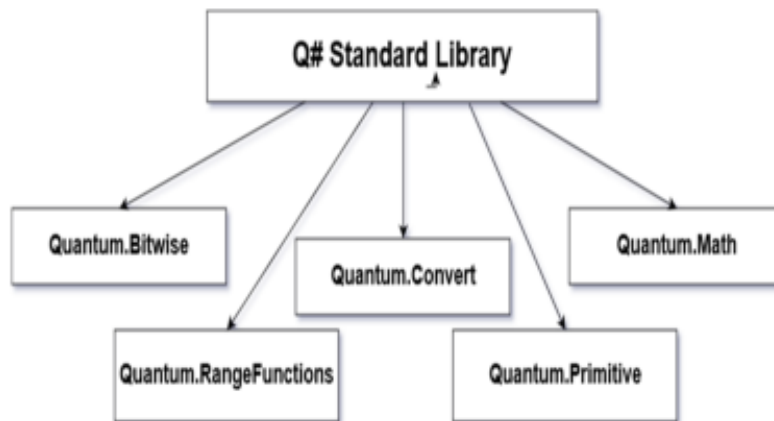 Q# Standard Library
Quantum.Bitwise
Quantum.Math
Quantum.Convert
Quantum.RangeFunctions
Quantum.Primitive